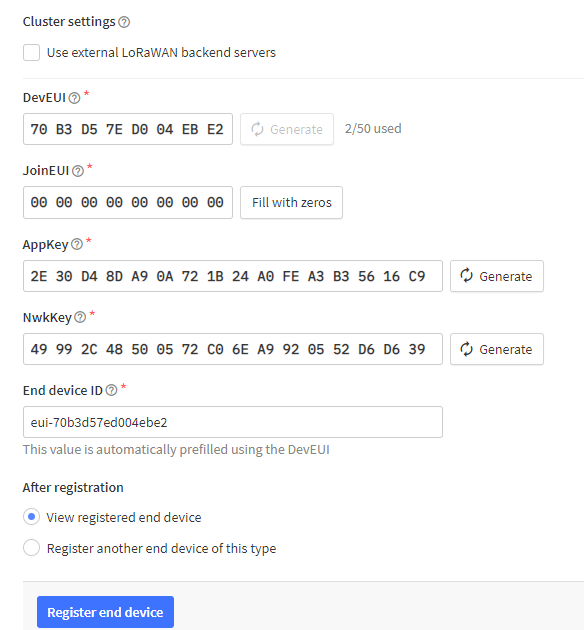 Cluster settings
Use external LoRaWAN backend servers
DevEUI *
70 B3 D5 7E D0 04 EB E2 Generate 2/50 used
JoinEUI *
00 00 00 00 00 00 00 00 Fill with zeros
AppKey *
2E 30 D4 8D A9 0A 72 1B 24 A0 FE A3 B3 56 16 C9 Generate
NwkKey *
49 99 2C 48 50 05 72 C0 6E A9 92 05 52 D6 D6 39 Generate
End device ID *
eui-70b3d57ed004ebe2
This value is automatically prefilled using the DevEUI
After registration
View registered end device
Register another end device of this type
Register end device